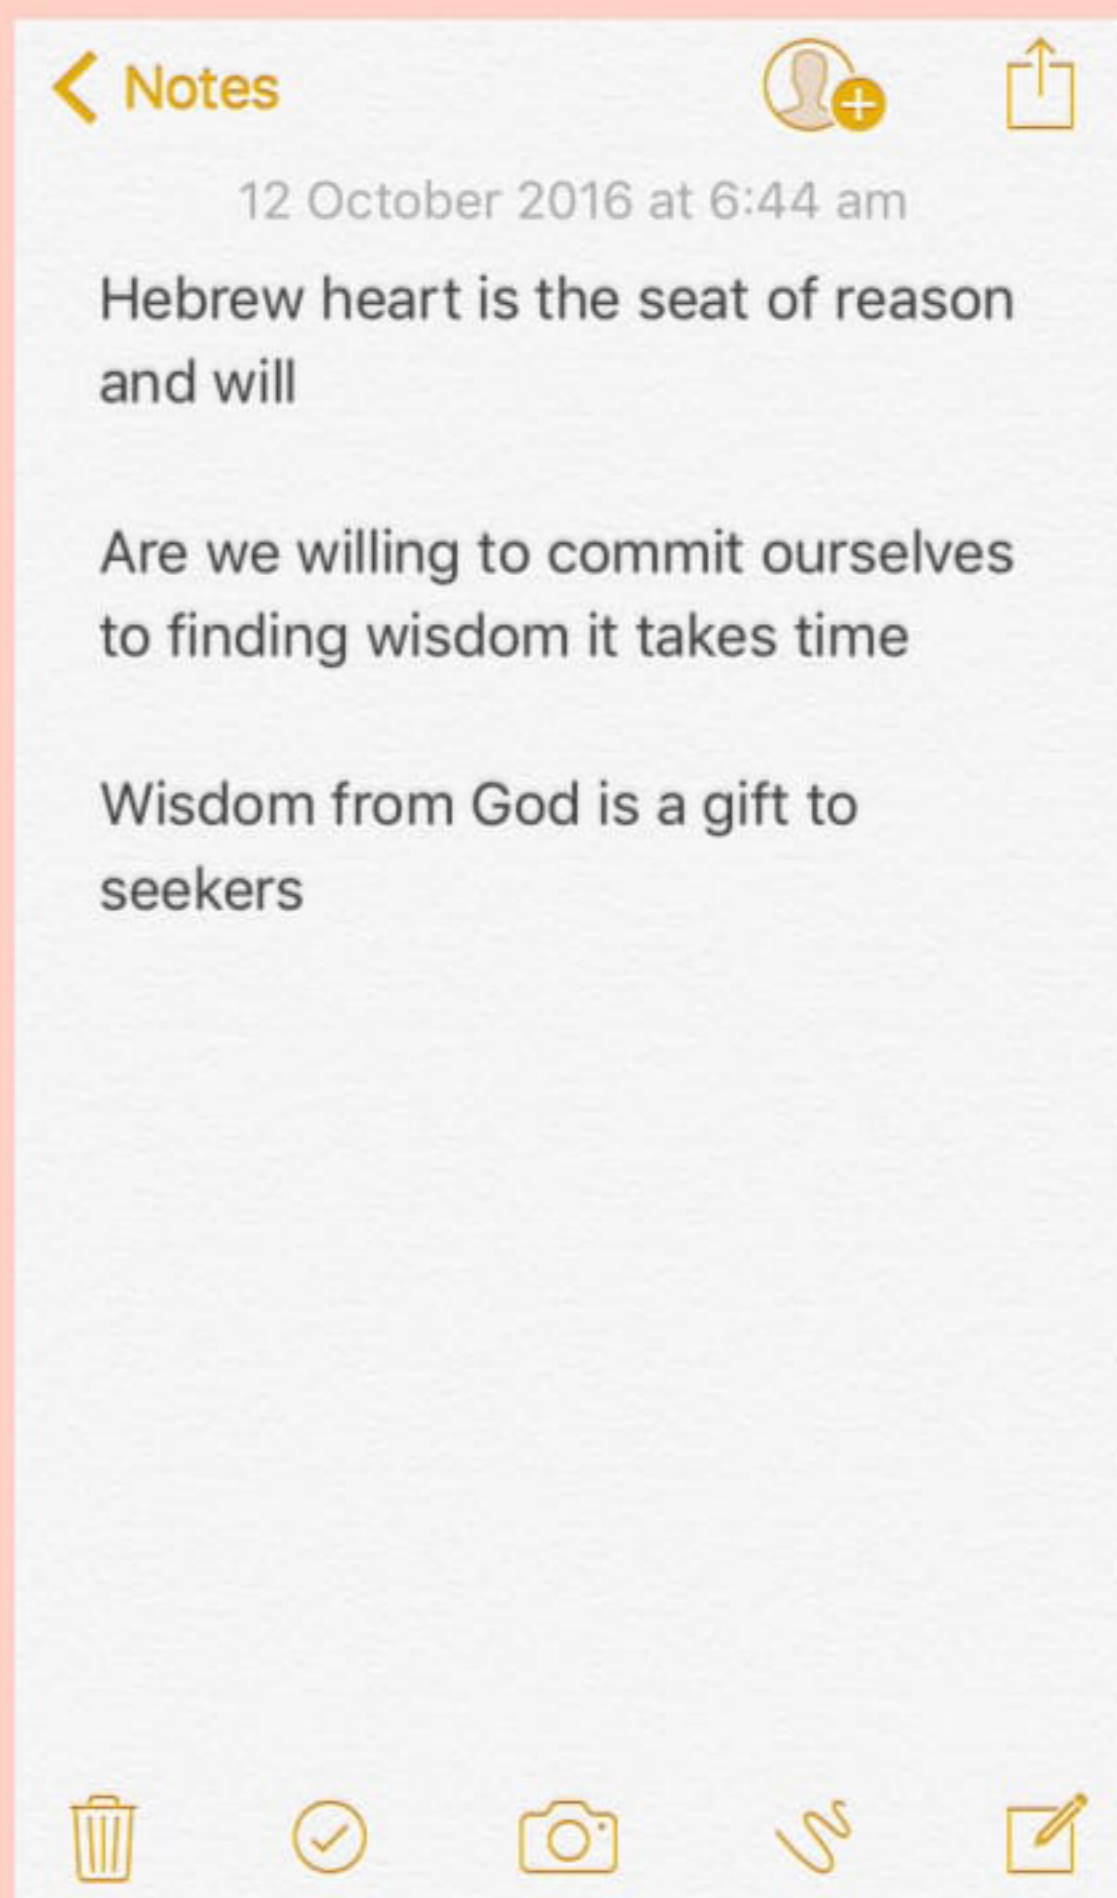 Notes
12 October 2016 at 6:44 am
Hebrew heart is the seat of reason
and will
Are we willing to commit ourselves
to finding wisdom it takes time
Wisdom from God is a gift to
seekers